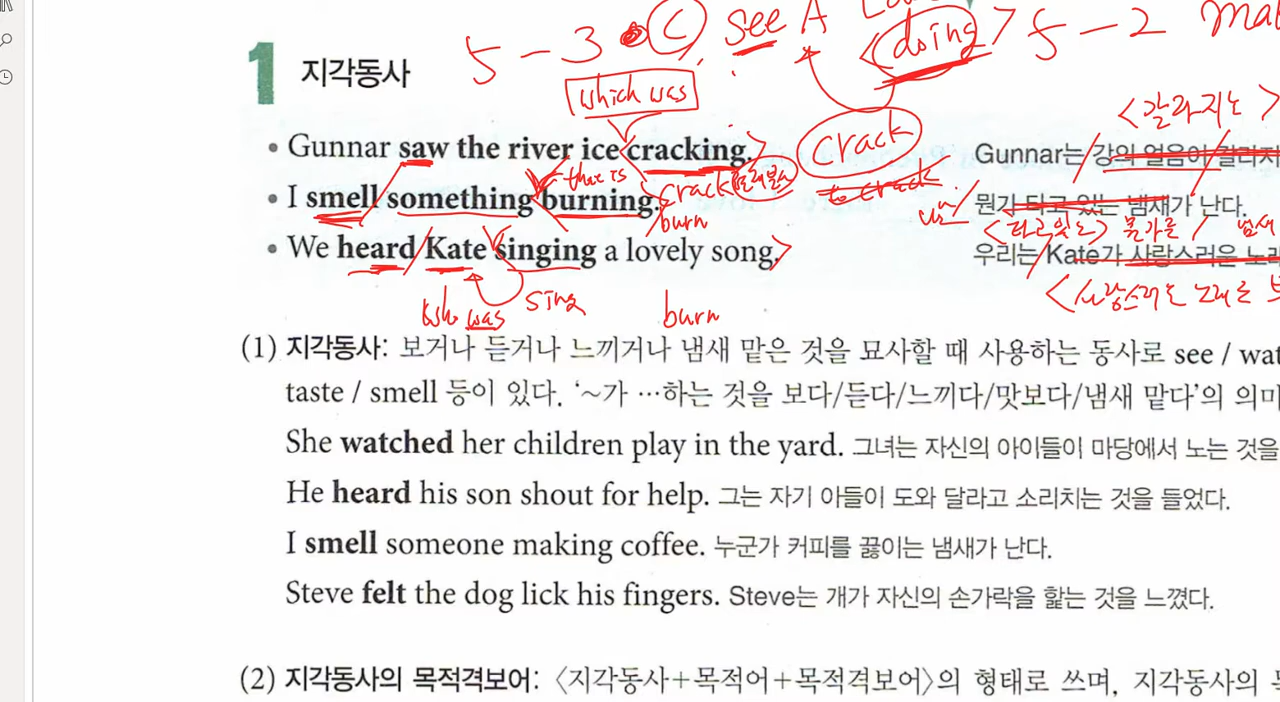 5 - 3 C see A <doing> 5 - 2
1 지각동사
which was
<갈라지는>
• Gunnar saw the river ice cracking. crack Gunnar는 강의 얼음이 갈라지
that is
• I smell something burning. crack to crack 뭔가 타고 있는 냄새가 난다.
burn <타고있는> 냄새
• We heard Kate singing a lovely song. 우리는 Kate가 사랑스러운 노래
who was sing burn
(1) 지각동사: 보거나 듣거나 느끼거나 냄새 맡은 것을 묘사할 때 사용하는 동사로 see / wat
taste / smell 등이 있다. ‘~가 …하는 것을 보다/듣다/느끼다/맛보다/냄새 맡다’의 의미
She watched her children play in the yard. 그녀는 자신의 아이들이 마당에서 노는 것을
He heard his son shout for help. 그는 자기 아들이 도와 달라고 소리치는 것을 들었다.
I smell someone making coffee. 누군가 커피를 끓이는 냄새가 난다.
Steve felt the dog lick his fingers. Steve는 개가 자신의 손가락을 핥는 것을 느꼈다.
(2) 지각동사의 목적격보어: 〈지각동사+목적어+목적격보어〉의 형태로 쓰며, 지각동사의